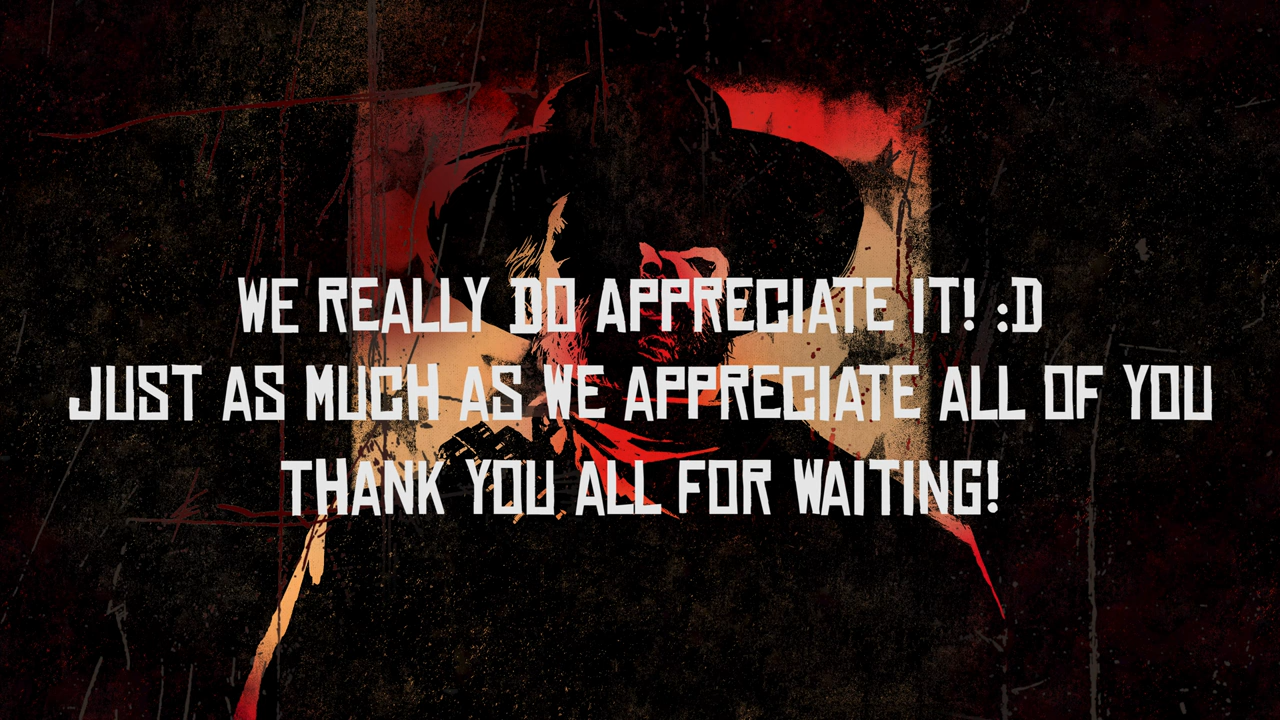 WE REALLY DO APPRECIATE IT! :D
JUST AS MUCH AS WE APPRECIATE ALL OF YOU
THANK YOU ALL FOR WAITING!